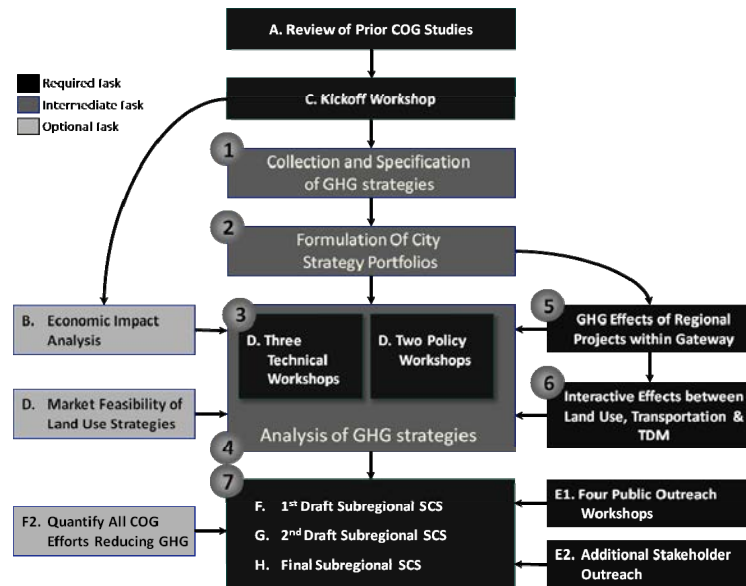 A. Review of Prior COG Studies
Required Task
Intermediate Task
Optional Task
C. Kickoff Workshop
1
Collection and Specification
of GHG strategies
2
Formulation Of City
Strategy Portfolios
B. Economic Impact
Analysis
3
D. Three
Technical
Workshops
D. Two Policy
Workshops
5
GHG Effects of Regional
Projects within Gateway
D. Market Feasibility of
Land Use Strategies
6
Interactive Effects between
Land Use, Transportation &
TDM
4
Analysis of GHG strategies
7
F. 1st Draft Subregional SCS
G. 2nd Draft Subregional SCS
H. Final Subregional SCS
F2. Quantify All COG
Efforts Reducing GHG
E1. Four Public Outreach
Workshops
E2. Additional Stakeholder
Outreach